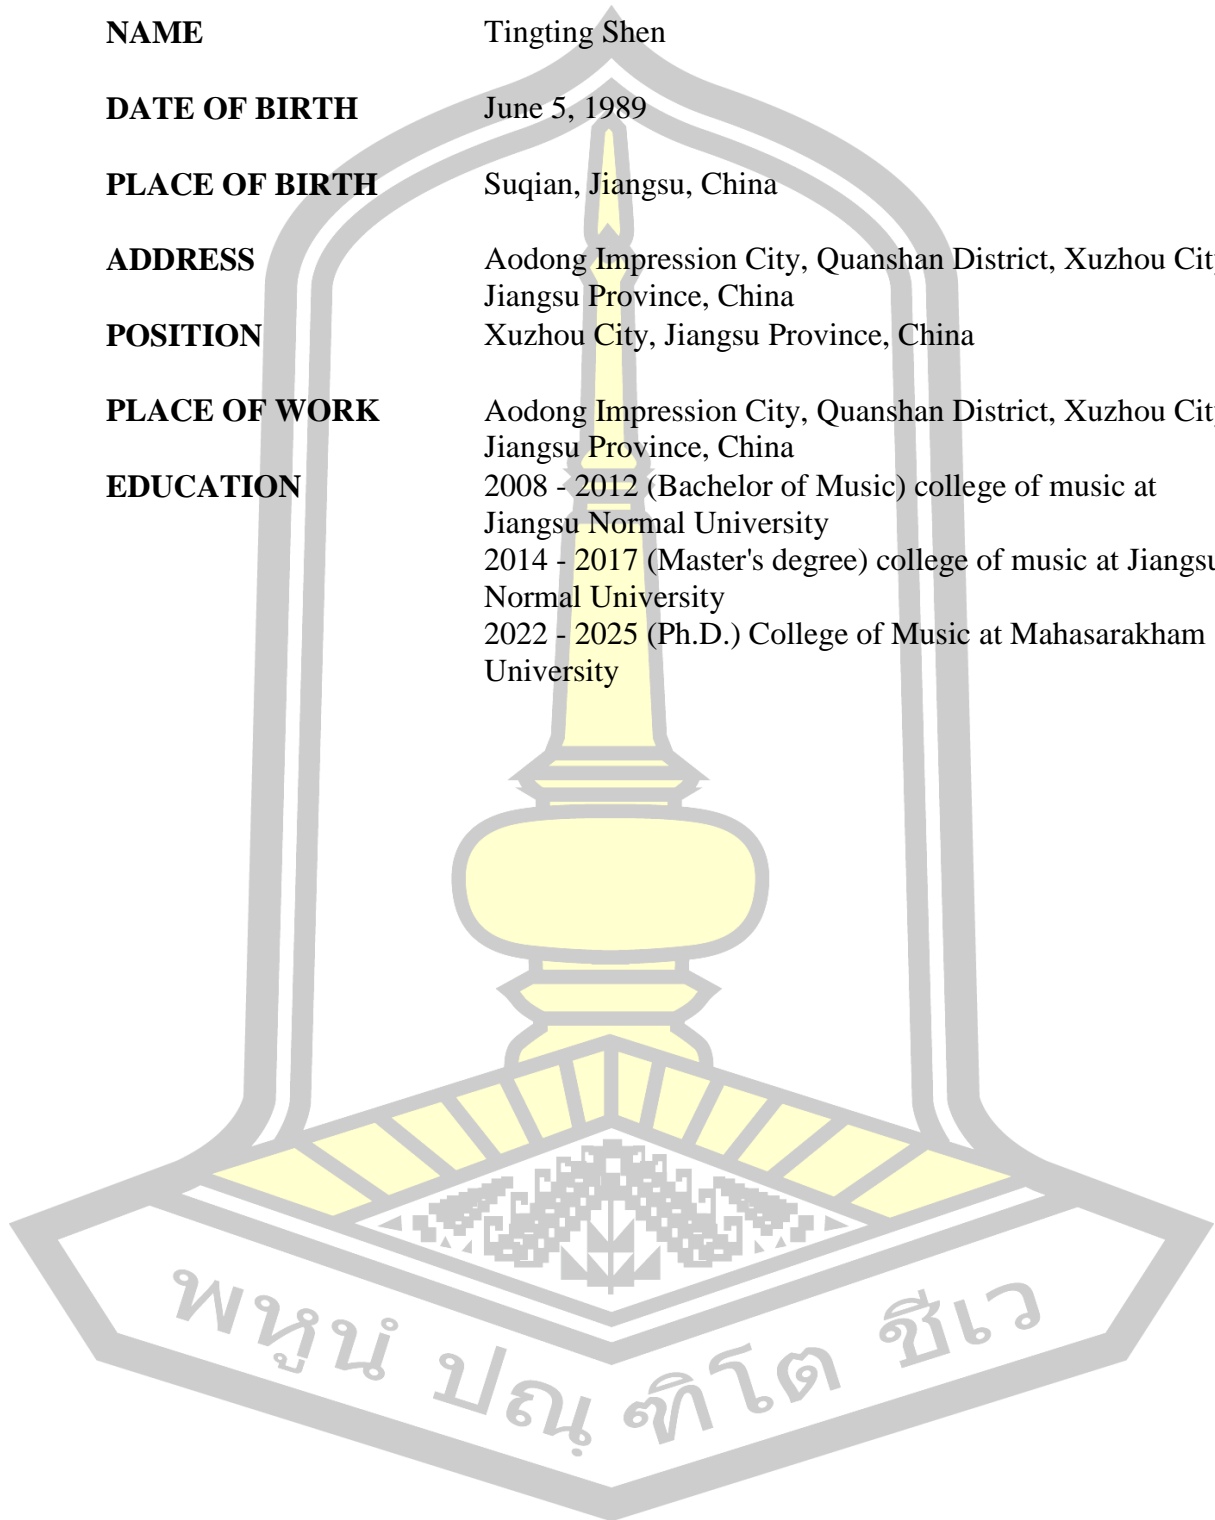 NAME Tingting Shen
DATE OF BIRTH June 5, 1989
PLACE OF BIRTH Suqian, Jiangsu, China
ADDRESS Aodong Impression City, Quanshan District, Xuzhou Cit
Jiangsu Province, China
POSITION Xuzhou City, Jiangsu Province, China
PLACE OF WORK Aodong Impression City, Quanshan District, Xuzhou Cit
Jiangsu Province, China
EDUCATION 2008 - 2012 (Bachelor of Music) college of music at
Jiangsu Normal University
2014 - 2017 (Master's degree) college of music at Jiangsu
Normal University
2022 - 2025 (Ph.D.) College of Music at Mahasarakham
University
พหูนํ ปณฺฑิโต ชีเว